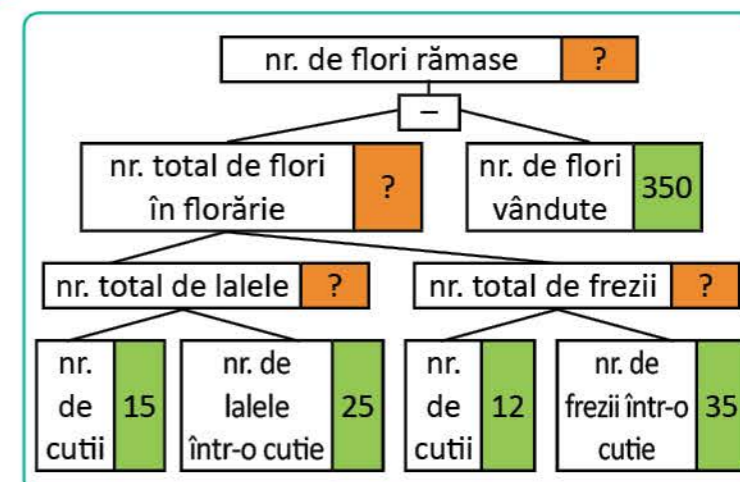 nr. de flori rămase ?
–
nr. total de flori
în florărie
?
nr. de flori
vândute
350
nr. total de lalele ?
nr. total de frezii ?
nr.
de
cutii
15
nr. de
lalele
într-o cutie
25
nr.
de
cutii
12
nr. de
frezii într-o
cutie
35